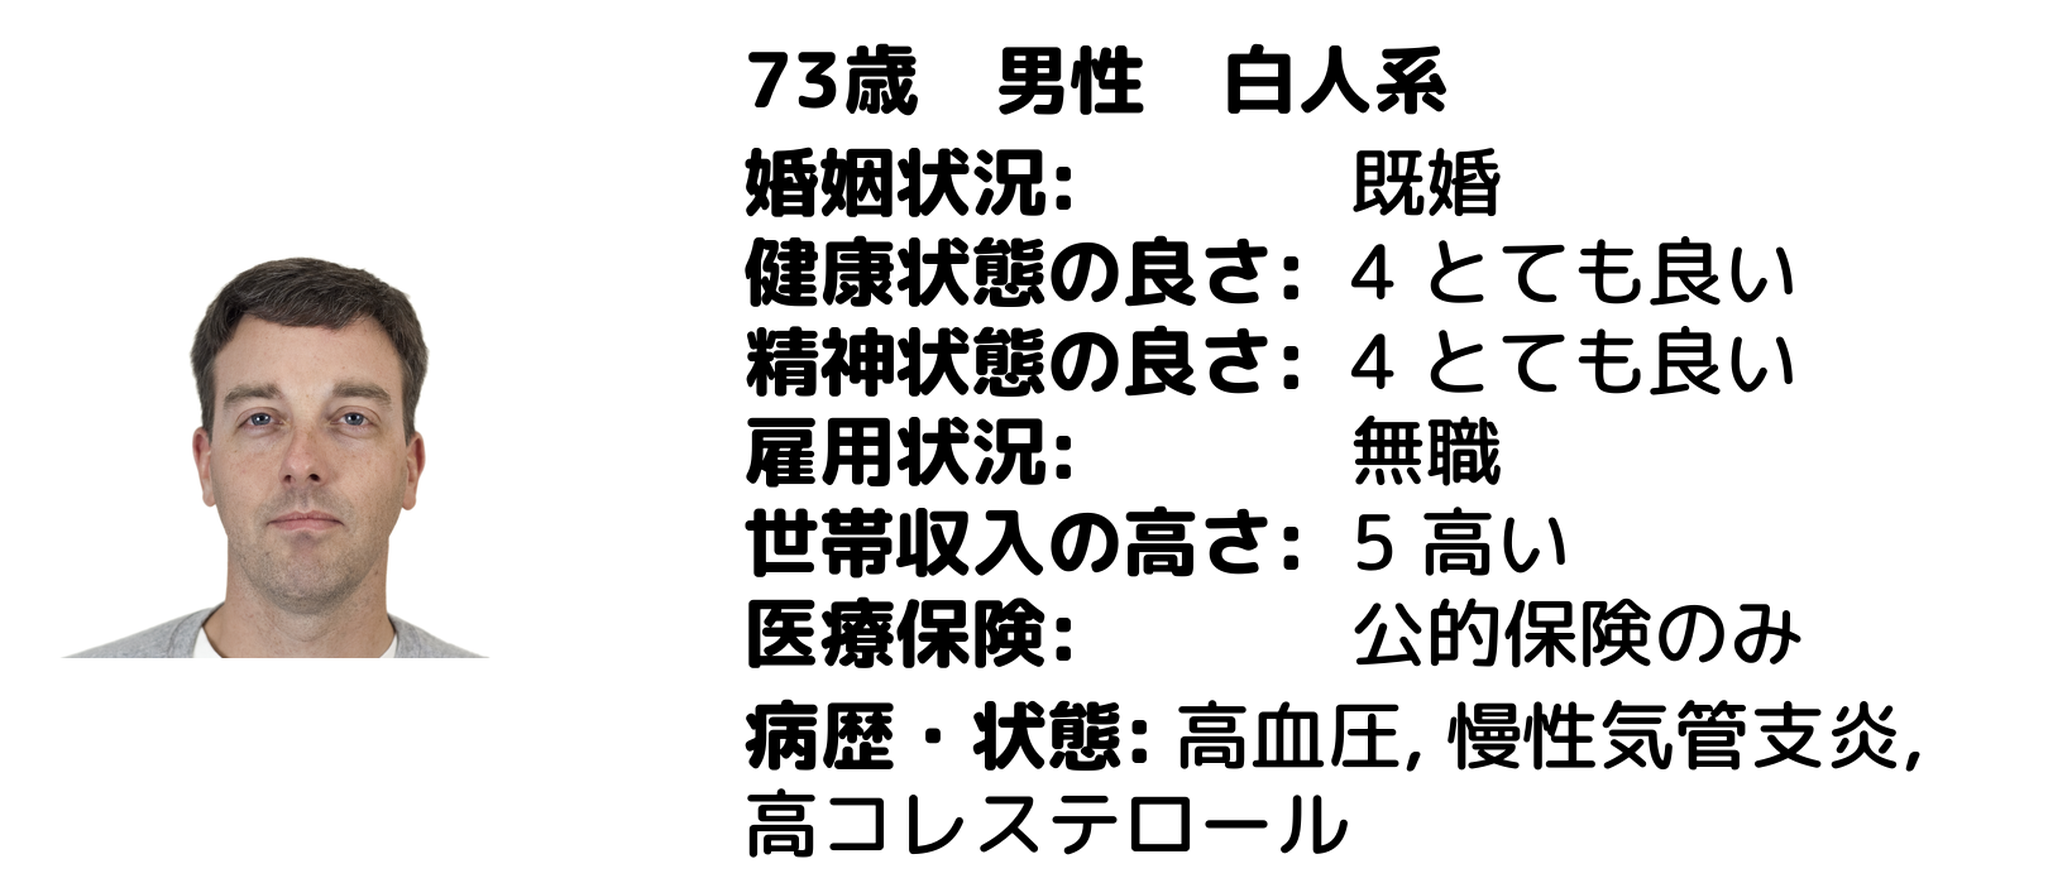 73歳　男性　白人系
婚姻状況: 既婚
健康状態の良さ: 4 とても良い
精神状態の良さ: 4 とても良い
雇用状況: 無職
世帯収入の高さ: 5 高い
医療保険: 公的保険のみ
病歴・状態: 高血圧, 慢性気管支炎,
高コレステロール